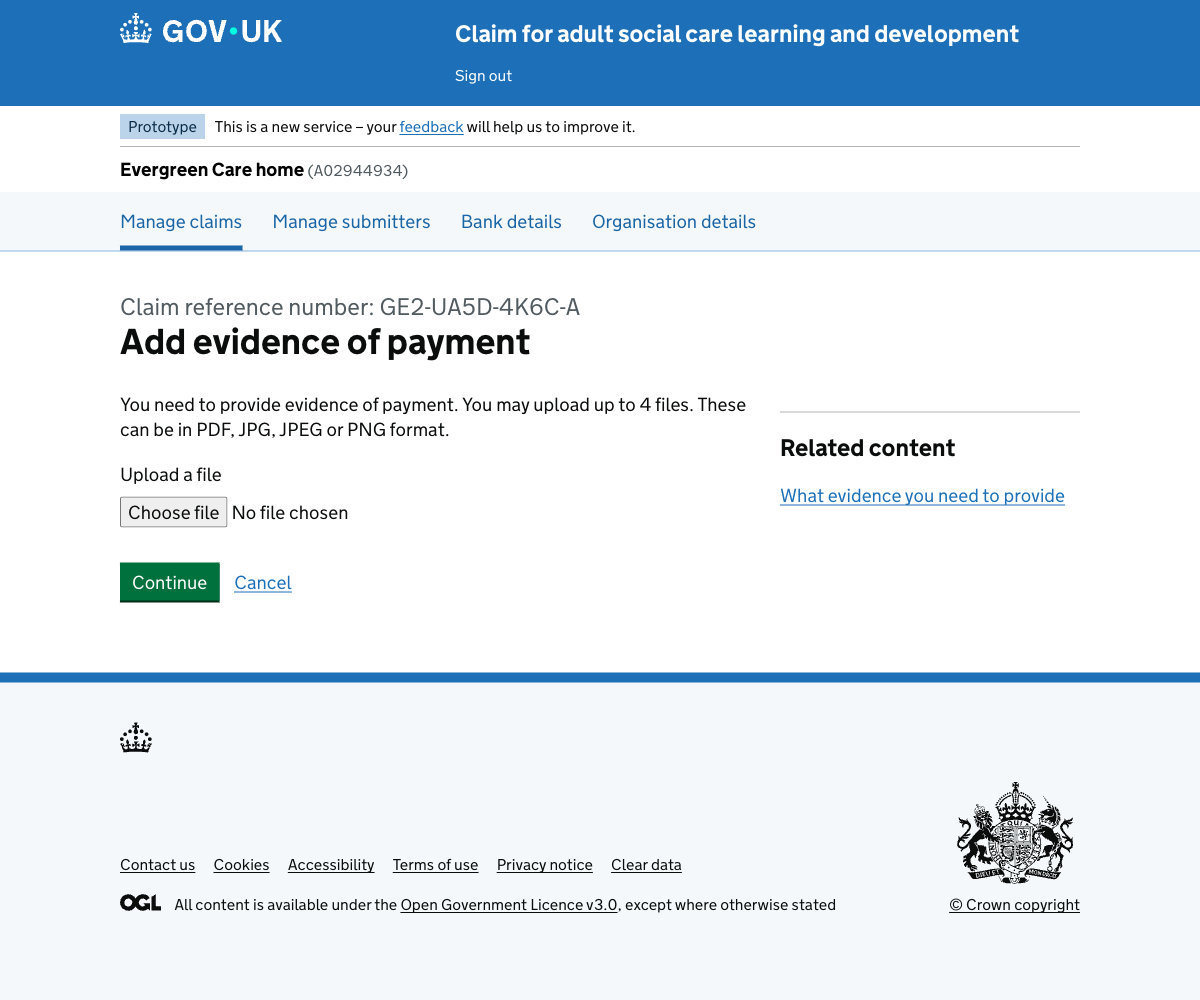 GOV·UK
Claim for adult social care learning and development
Sign out
Prototype This is a new service – your feedback will help us to improve it.
Evergreen Care home (A02944934)
Manage claims Manage submitters Bank details Organisation details
Claim reference number: GE2-UA5D-4K6C-A
Add evidence of payment
You need to provide evidence of payment. You may upload up to 4 files. These
can be in PDF, JPG, JPEG or PNG format.
Upload a file
Choose file No file chosen
Continue Cancel
Related content
What evidence you need to provide
Contact us Cookies Accessibility Terms of use Privacy notice Clear data
OGL All content is available under the Open Government Licence v3.0, except where otherwise stated
© Crown copyright